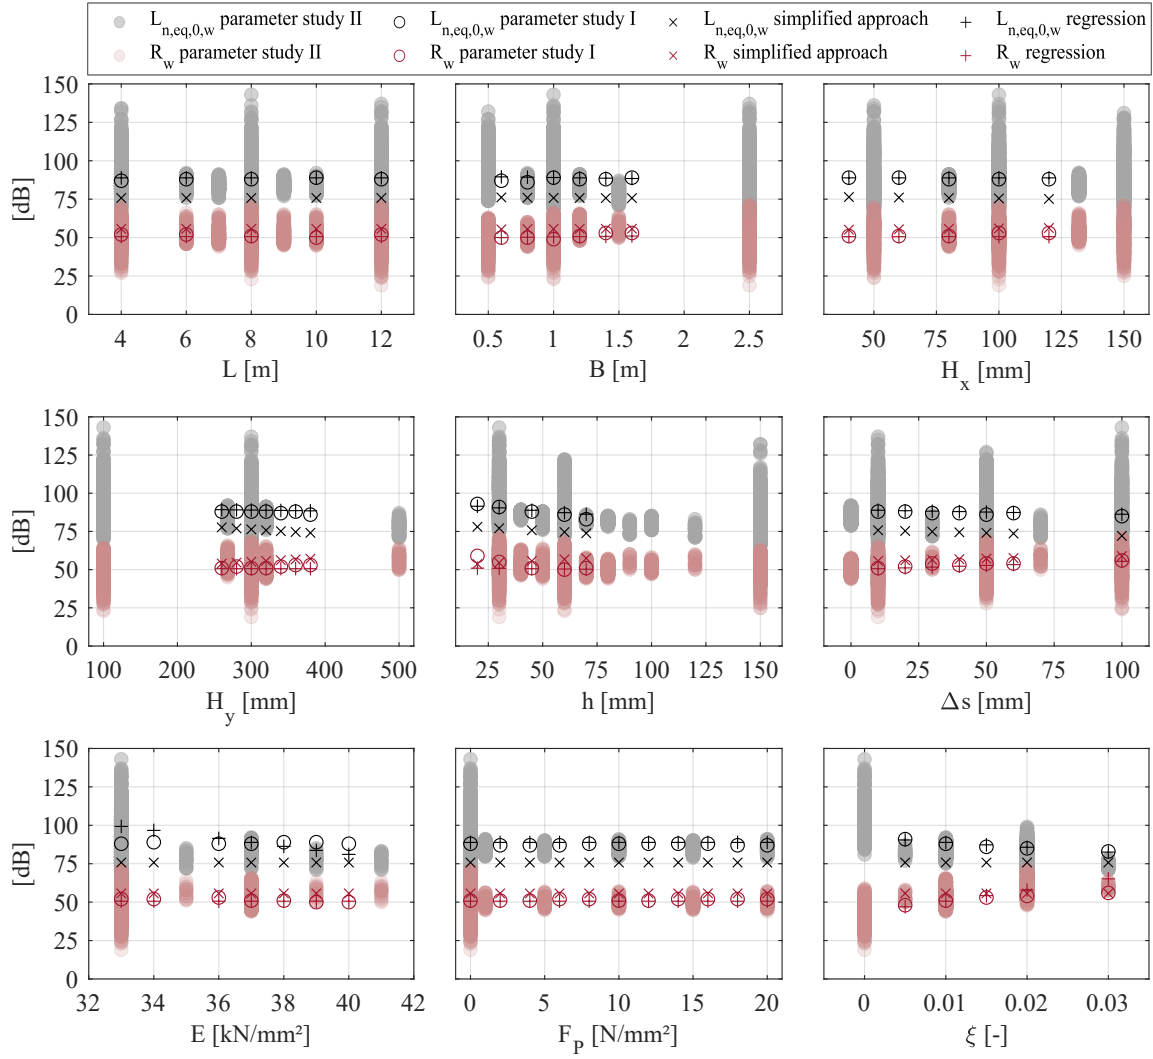 L_n,eq,0,w parameter study II L_n,eq,0,w parameter study I L_n,eq,0,w simplified approach L_n,eq,0,w regression
R_w parameter study II R_w parameter study I R_w simplified approach R_w regression
150
125
100
75
50
25
0
[dB]
4 6 8 10 12
L [m]
0.5 1 1.5 2 2.5
B [m]
50 75 100 125 150
H_x [mm]
150
125
100
75
50
25
0
[dB]
100 200 300 400 500
H_y [mm]
25 50 75 100 125 150
h [mm]
0 25 50 75 100
Δs [mm]
150
125
100
75
50
25
0
[dB]
32 34 36 38 40 42
E [kN/mm²]
0 5 10 15 20
F_P [N/mm²]
0 0.01 0.02 0.03
ξ [-]